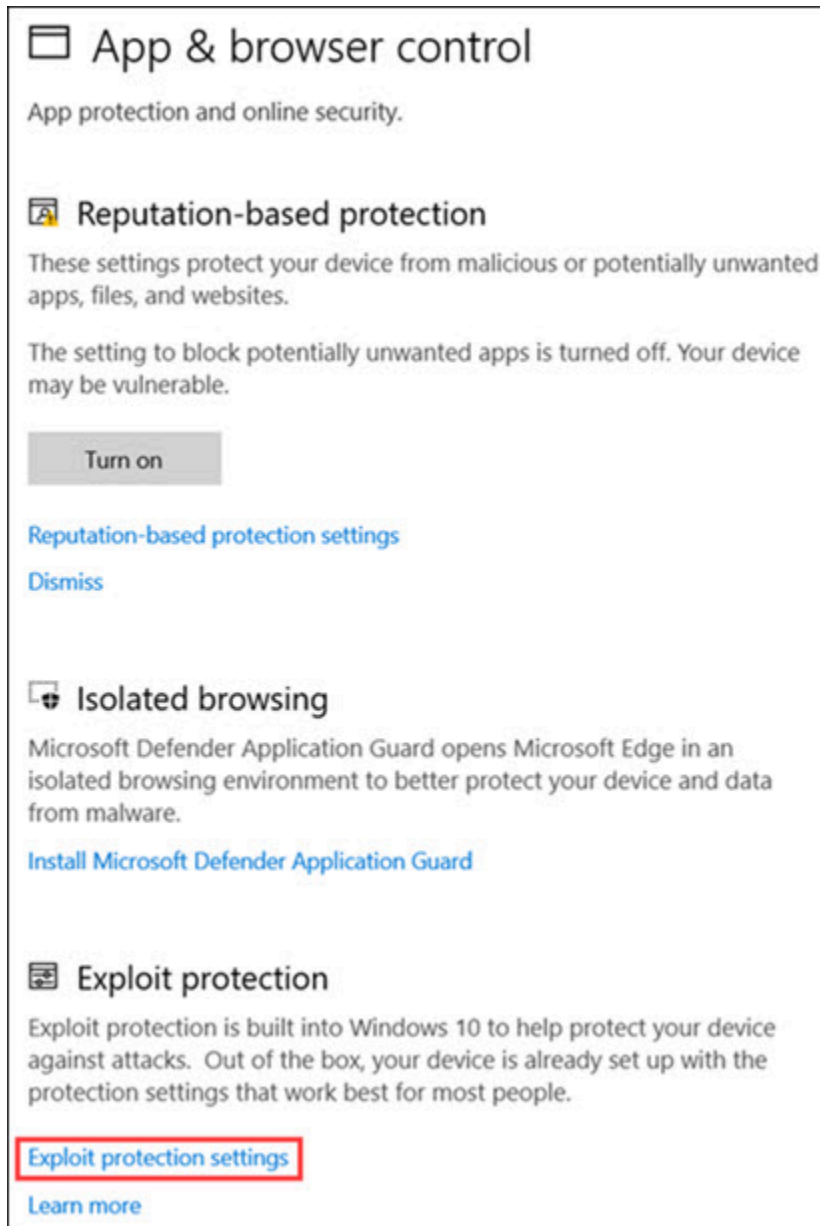 App & browser control
App protection and online security.
Reputation-based protection
These settings protect your device from malicious or potentially unwanted
apps, files, and websites.
The setting to block potentially unwanted apps is turned off. Your device
may be vulnerable.
Turn on
Reputation-based protection settings
Dismiss
Isolated browsing
Microsoft Defender Application Guard opens Microsoft Edge in an
isolated browsing environment to better protect your device and data
from malware.
Install Microsoft Defender Application Guard
Exploit protection
Exploit protection is built into Windows 10 to help protect your device
against attacks.  Out of the box, your device is already set up with the
protection settings that work best for most people.
Exploit protection settings
Learn more